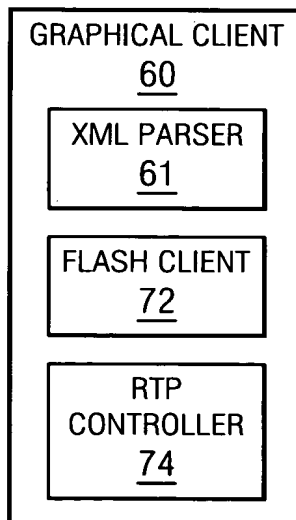 GRAPHICAL CLIENT
60
XML PARSER
61
FLASH CLIENT
72
RTP
CONTROLLER
74